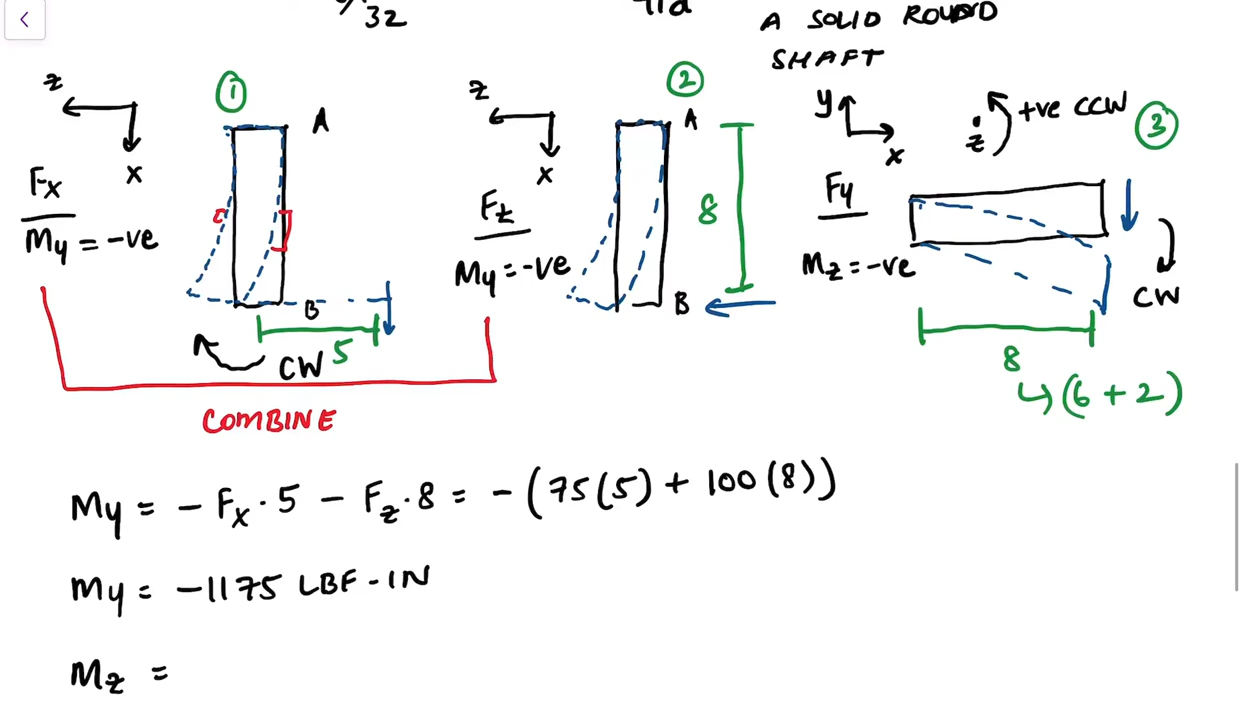 32
πd
A SOLID ROUND
SHAFT
z
x
①
A
Fx
My = -ve
B
5
CW
COMBINE
z
x
②
A
Fz
My = -ve
8
B
y
x
z
+ve CCW
③
Fy
Mz = -ve
CW
8
↳ (6 + 2)
My = - Fx · 5 - Fz · 8 = - (75(5) + 100(8))
My = -1175 LBF-IN
Mz =